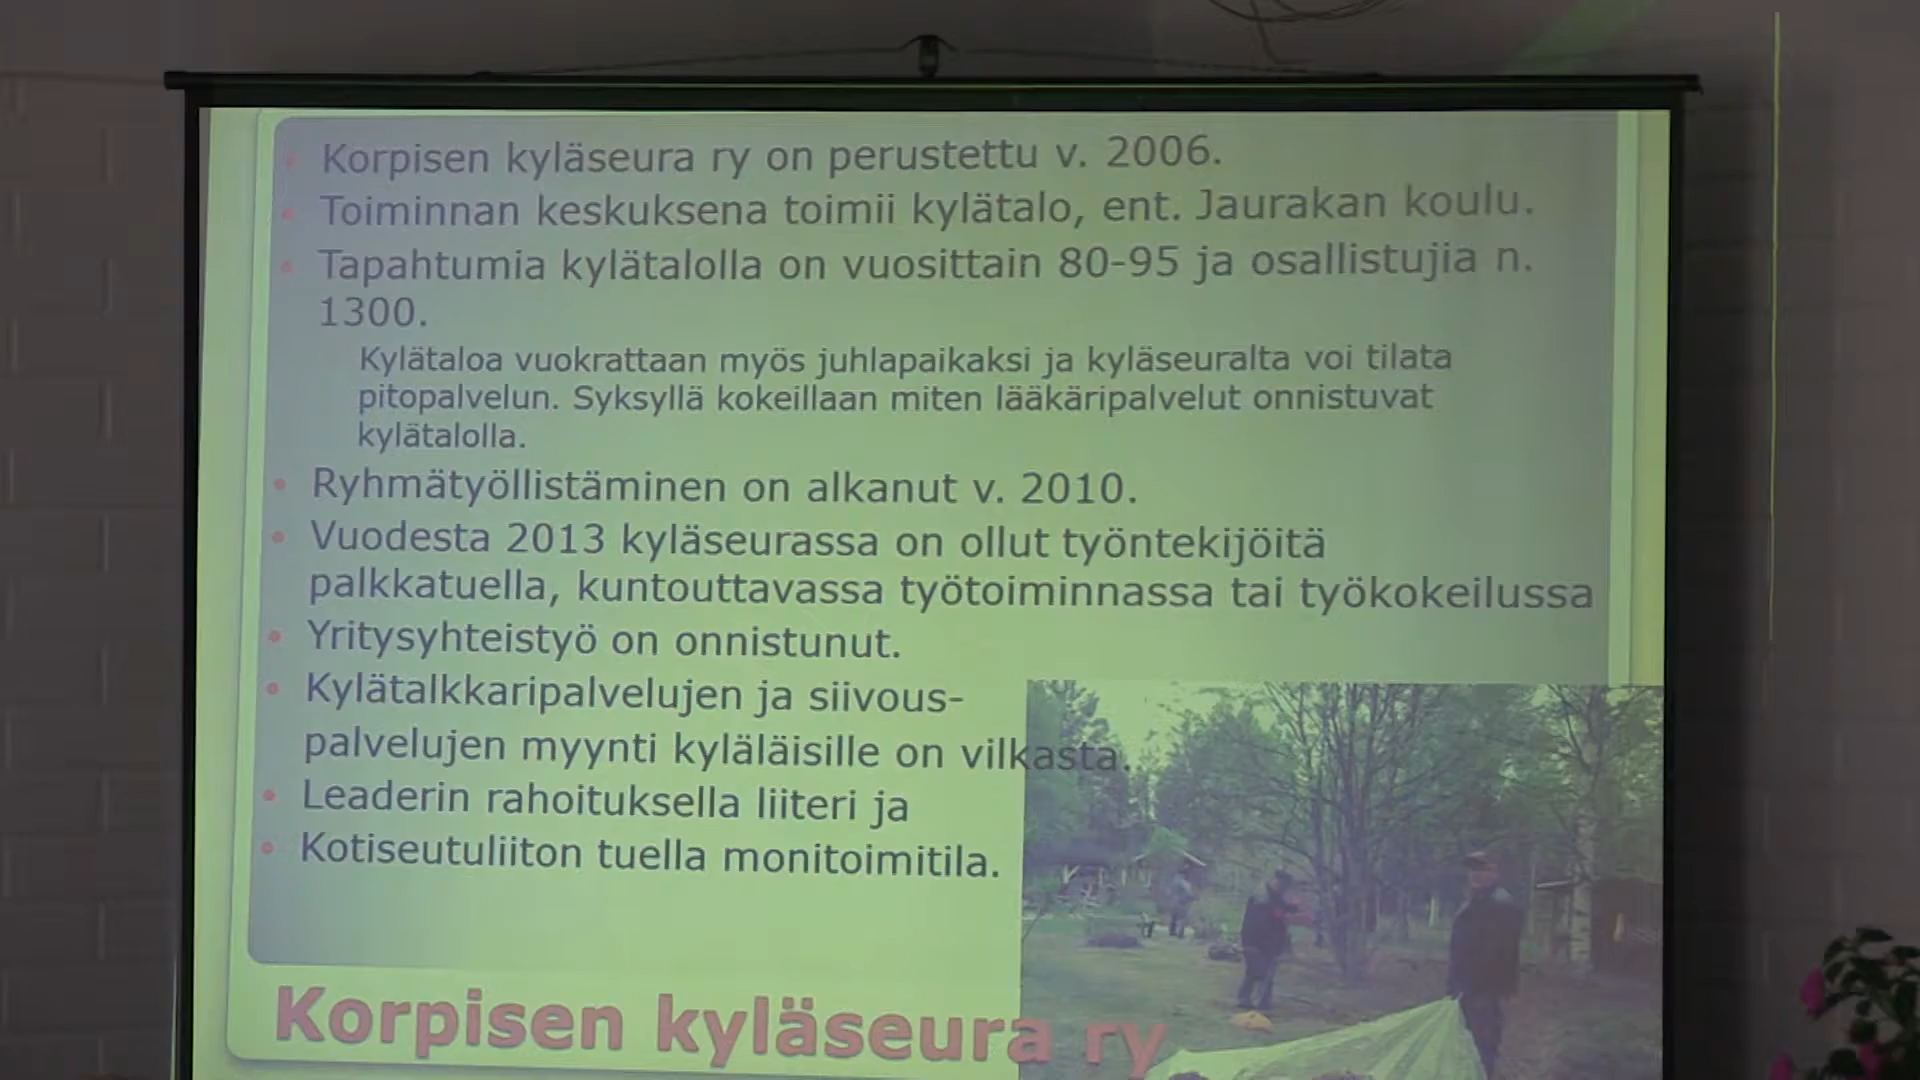 Korpisen kyläseura ry on perustettu v. 2006.
Toiminnan keskuksena toimii kylätalo, ent. Jaurakan koulu.
Tapahtumia kylätalolla on vuosittain 80-95 ja osallistujia n.
1300.
Kylätaloa vuokrattaan myös juhlapaikaksi ja kyläseuralta voi tilata
pitopalvelun. Syksyllä kokeillaan miten lääkäripalvelut onnistuvat
kylätalolla.
Ryhmätyöllistäminen on alkanut v. 2010.
Vuodesta 2013 kyläseurassa on ollut työntekijöitä
palkkatuella, kuntouttavassa työtoiminnassa tai työkokeilussa
Yritysyhteistyö on onnistunut.
Kylätalkkaripalvelujen ja siivous-
palvelujen myynti kyläläisille on vilkasta.
Leaderin rahoituksella liiteri ja
Kotiseutuliiton tuella monitoimitila.
Korpisen kyläseura ry